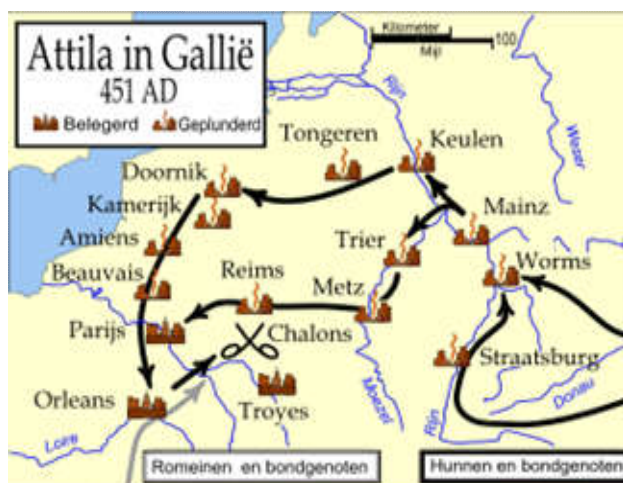 Attila in Gallië
451 AD
Belegerd Geplunderd
Kilometer
100
Mijl
Rijn
Wezer
Tongeren
Keulen
Doornik
Kamerijk
Mainz
Amiens
Trier
Worms
Beauvais
Reims
Metz
Parijs
Chalons
Straatsburg
Orleans
Troyes
Moezel
Rijn
Donau
Loire
Romeinen en bondgenoten
Hunnen en bondgenoten